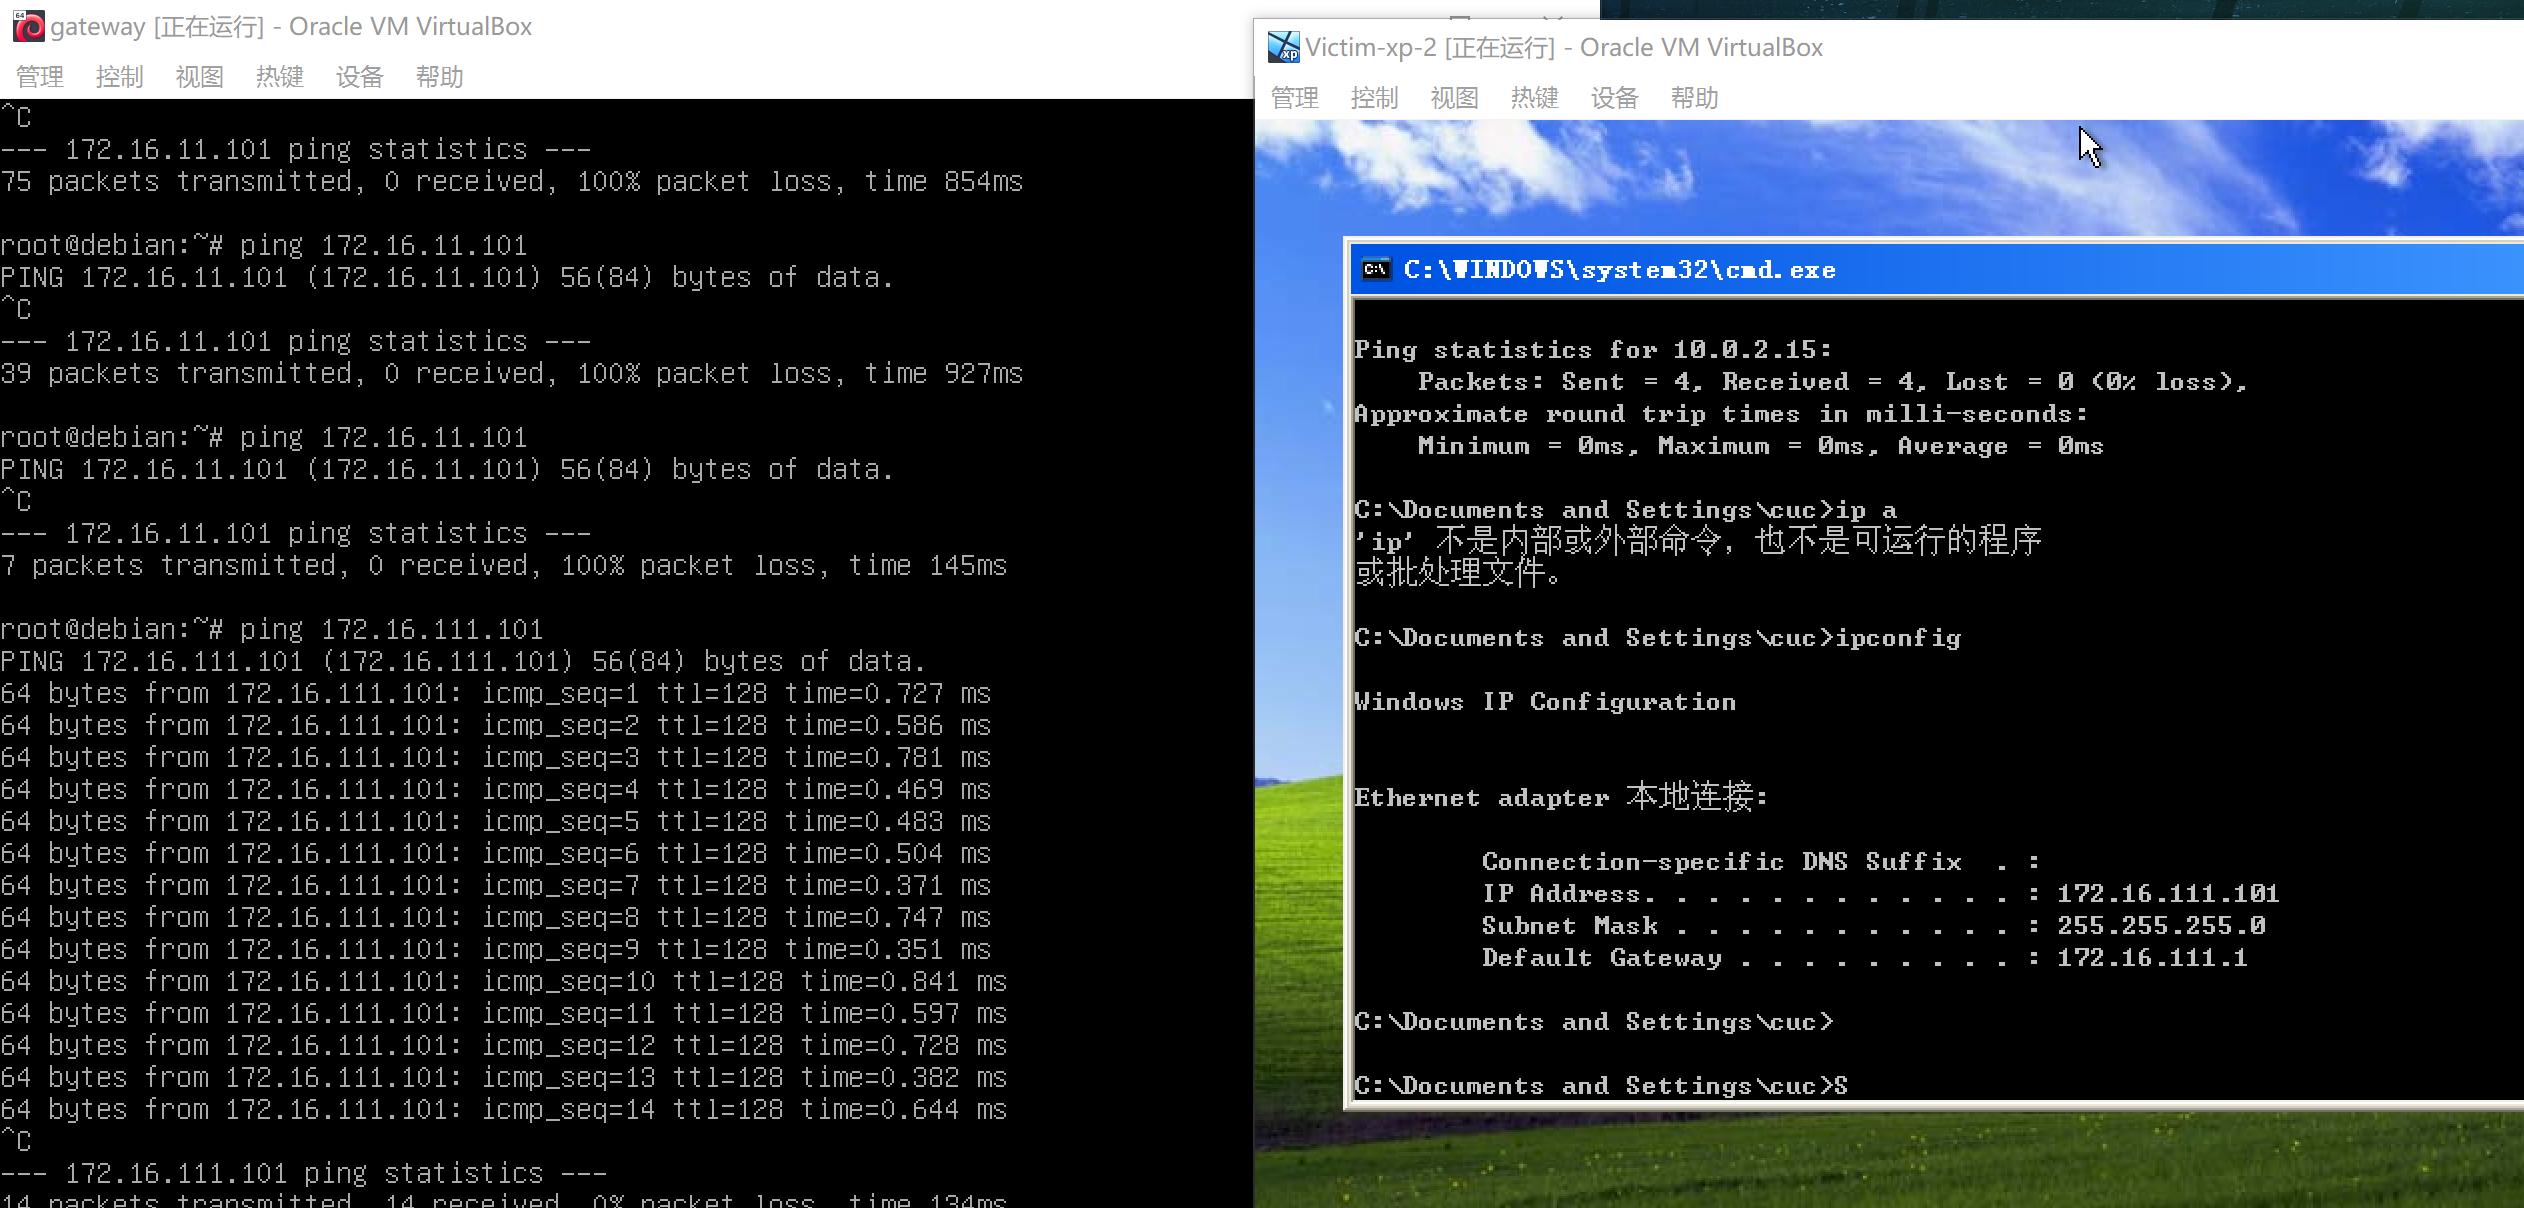 gateway [正在运行] - Oracle VM VirtualBox
管理 控制 视图 热键 设备 帮助
^C
--- 172.16.11.101 ping statistics ---
75 packets transmitted, 0 received, 100% packet loss, time 854ms
root@debian:~# ping 172.16.11.101
PING 172.16.11.101 (172.16.11.101) 56(84) bytes of data.
^C
--- 172.16.11.101 ping statistics ---
39 packets transmitted, 0 received, 100% packet loss, time 927ms
root@debian:~# ping 172.16.11.101
PING 172.16.11.101 (172.16.11.101) 56(84) bytes of data.
^C
--- 172.16.11.101 ping statistics ---
7 packets transmitted, 0 received, 100% packet loss, time 145ms
root@debian:~# ping 172.16.111.101
PING 172.16.111.101 (172.16.111.101) 56(84) bytes of data.
64 bytes from 172.16.111.101: icmp_seq=1 ttl=128 time=0.727 ms
64 bytes from 172.16.111.101: icmp_seq=2 ttl=128 time=0.586 ms
64 bytes from 172.16.111.101: icmp_seq=3 ttl=128 time=0.781 ms
64 bytes from 172.16.111.101: icmp_seq=4 ttl=128 time=0.469 ms
64 bytes from 172.16.111.101: icmp_seq=5 ttl=128 time=0.483 ms
64 bytes from 172.16.111.101: icmp_seq=6 ttl=128 time=0.504 ms
64 bytes from 172.16.111.101: icmp_seq=7 ttl=128 time=0.371 ms
64 bytes from 172.16.111.101: icmp_seq=8 ttl=128 time=0.747 ms
64 bytes from 172.16.111.101: icmp_seq=9 ttl=128 time=0.351 ms
64 bytes from 172.16.111.101: icmp_seq=10 ttl=128 time=0.841 ms
64 bytes from 172.16.111.101: icmp_seq=11 ttl=128 time=0.597 ms
64 bytes from 172.16.111.101: icmp_seq=12 ttl=128 time=0.728 ms
64 bytes from 172.16.111.101: icmp_seq=13 ttl=128 time=0.382 ms
64 bytes from 172.16.111.101: icmp_seq=14 ttl=128 time=0.644 ms
^C
--- 172.16.111.101 ping statistics ---
14 packets transmitted, 14 received, 0% packet loss, time 134ms
Victim-xp-2 [正在运行] - Oracle VM VirtualBox
管理 控制 视图 热键 设备 帮助
C:\WINDOWS\system32\cmd.exe
Ping statistics for 10.0.2.15:
Packets: Sent = 4, Received = 4, Lost = 0 (0% loss),
Approximate round trip times in milli-seconds:
Minimum = 0ms, Maximum = 0ms, Average = 0ms
C:\Documents and Settings\cuc>ip a
'ip' 不是内部或外部命令，也不是可运行的程序
或批处理文件。
C:\Documents and Settings\cuc>ipconfig
Windows IP Configuration
Ethernet adapter 本地连接:
Connection-specific DNS Suffix . :
IP Address. . . . . . . . . . . . : 172.16.111.101
Subnet Mask . . . . . . . . . . . : 255.255.255.0
Default Gateway . . . . . . . . . : 172.16.111.1
C:\Documents and Settings\cuc>
C:\Documents and Settings\cuc>S